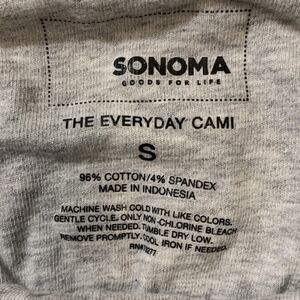 SONOMA
GOODS FOR LIFE
THE EVERYDAY CAMI
S
96% COTTON/4% SPANDEX
MADE IN INDONESIA
MACHINE WASH COLD WITH LIKE COLORS.
GENTLE CYCLE. ONLY NON-CHLORINE BLEACH
WHEN NEEDED. TUMBLE DRY LOW.
REMOVE PROMPTLY. COOL IRON IF NEEDED.